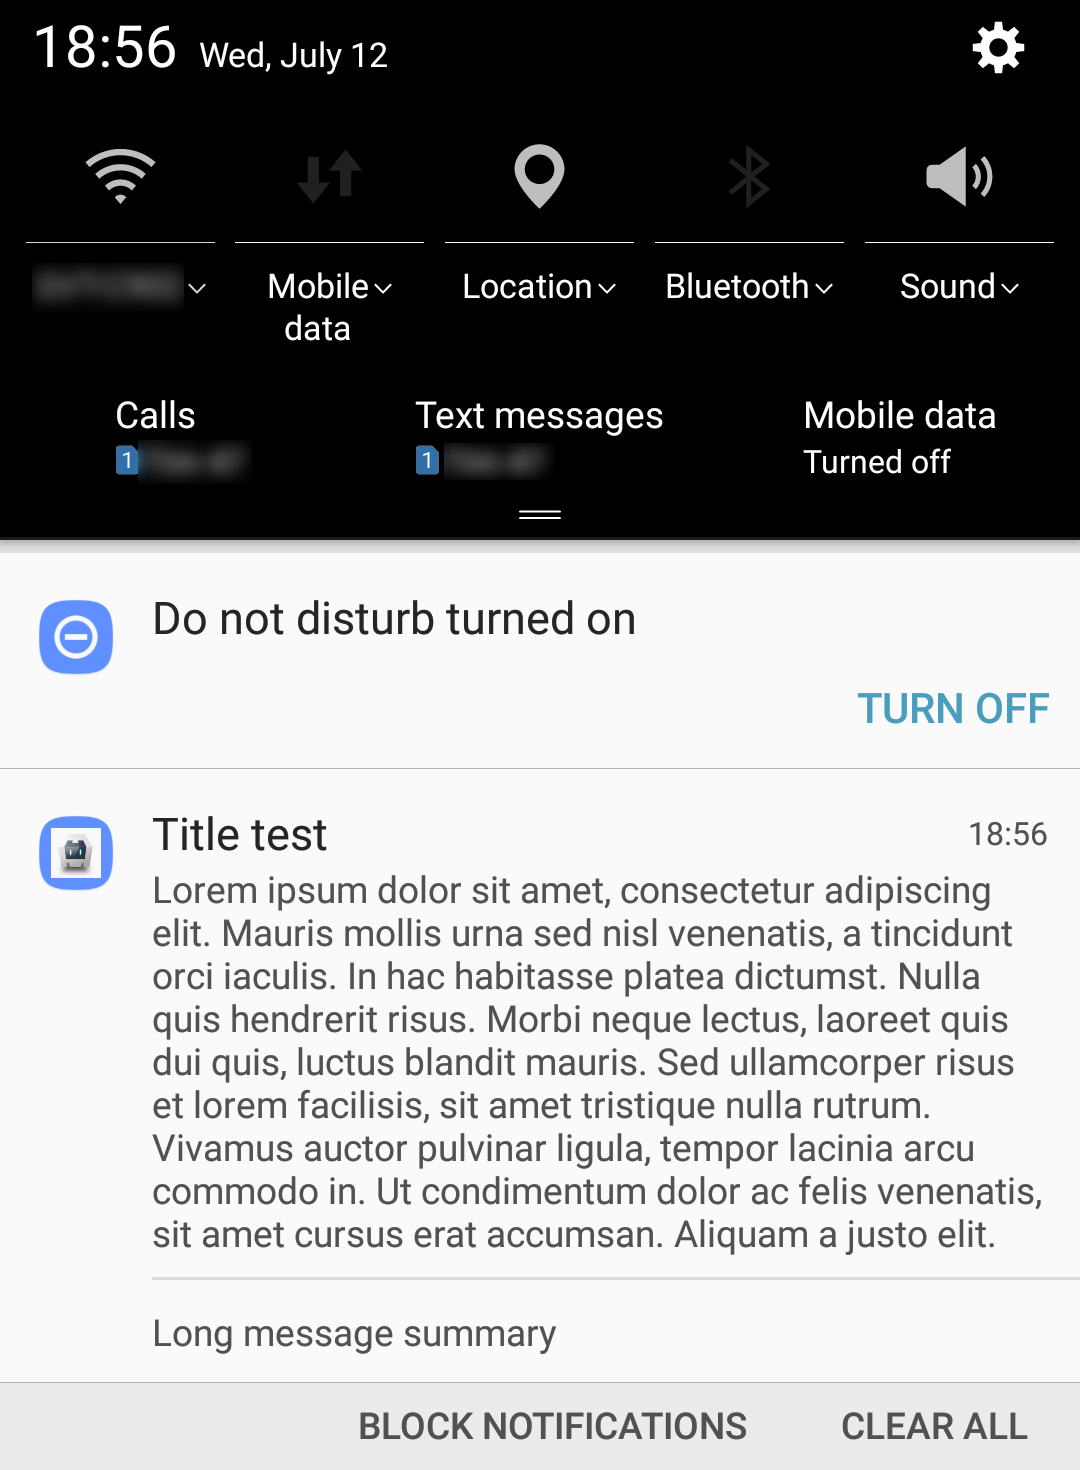 18:56 Wed, July 12
Mobile data
Location
Bluetooth
Sound
Calls
1
Text messages
1
Mobile data
Turned off
Do not disturb turned on
TURN OFF
Title test
18:56
Lorem ipsum dolor sit amet, consectetur adipiscing
elit. Mauris mollis urna sed nisl venenatis, a tincidunt
orci iaculis. In hac habitasse platea dictumst. Nulla
quis hendrerit risus. Morbi neque lectus, laoreet quis
dui quis, luctus blandit mauris. Sed ullamcorper risus
et lorem facilisis, sit amet tristique nulla rutrum.
Vivamus auctor pulvinar ligula, tempor lacinia arcu
commodo in. Ut condimentum dolor ac felis venenatis,
sit amet cursus erat accumsan. Aliquam a justo elit.
Long message summary
BLOCK NOTIFICATIONS
CLEAR ALL